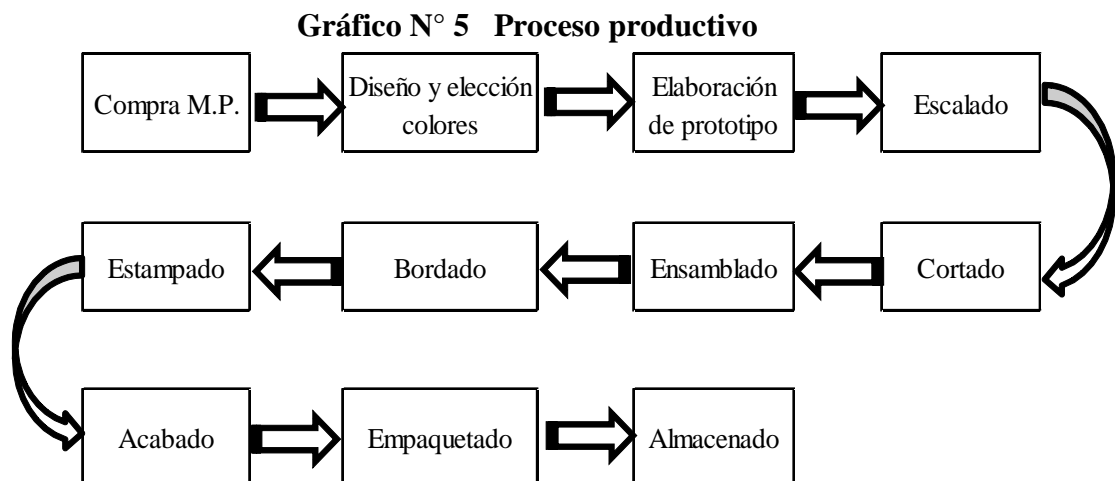 Gráfico N° 5 Proceso productivo
Compra M.P.
Diseño y elección
colores
Elaboración
de prototipo
Escalado
Cortado
Ensamblado
Bordado
Estampado
Acabado
Empaquetado
Almacenado